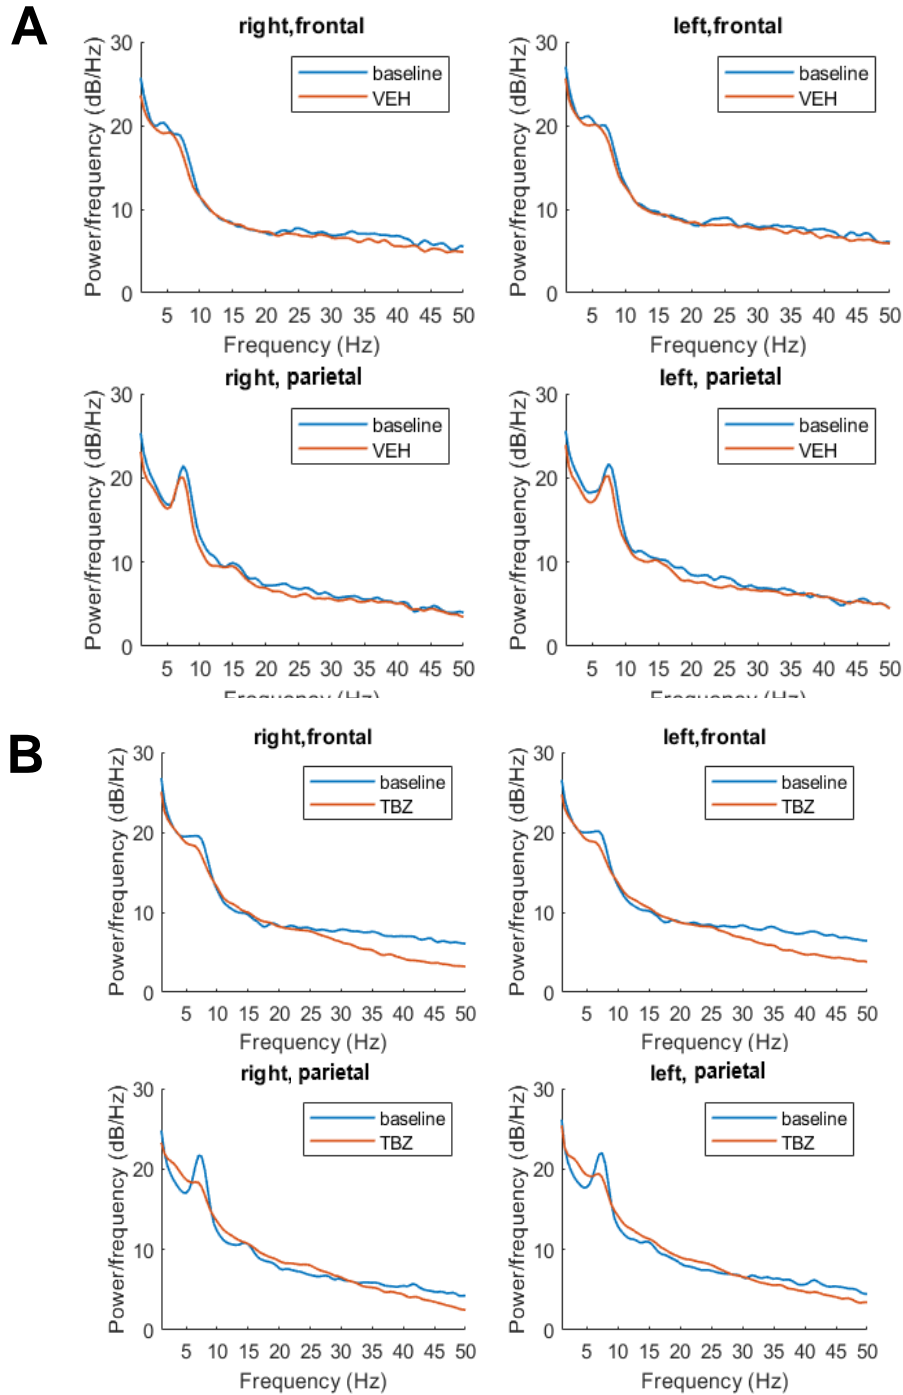 A
right,frontal
Power/frequency (dB/Hz)
30
20
10
0
baseline
VEH
5 10 15 20 25 30 35 40 45 50
Frequency (Hz)
left,frontal
Power/frequency (dB/Hz)
30
20
10
0
baseline
VEH
5 10 15 20 25 30 35 40 45 50
Frequency (Hz)
right, parietal
Power/frequency (dB/Hz)
30
20
10
0
baseline
VEH
5 10 15 20 25 30 35 40 45 50
Frequency (Hz)
left, parietal
Power/frequency (dB/Hz)
30
20
10
0
baseline
VEH
5 10 15 20 25 30 35 40 45 50
Frequency (Hz)
B
right,frontal
Power/frequency (dB/Hz)
30
20
10
0
baseline
TBZ
5 10 15 20 25 30 35 40 45 50
Frequency (Hz)
left,frontal
Power/frequency (dB/Hz)
30
20
10
0
baseline
TBZ
5 10 15 20 25 30 35 40 45 50
Frequency (Hz)
right, parietal
Power/frequency (dB/Hz)
30
20
10
0
baseline
TBZ
5 10 15 20 25 30 35 40 45 50
Frequency (Hz)
left, parietal
Power/frequency (dB/Hz)
30
20
10
0
baseline
TBZ
5 10 15 20 25 30 35 40 45 50
Frequency (Hz)